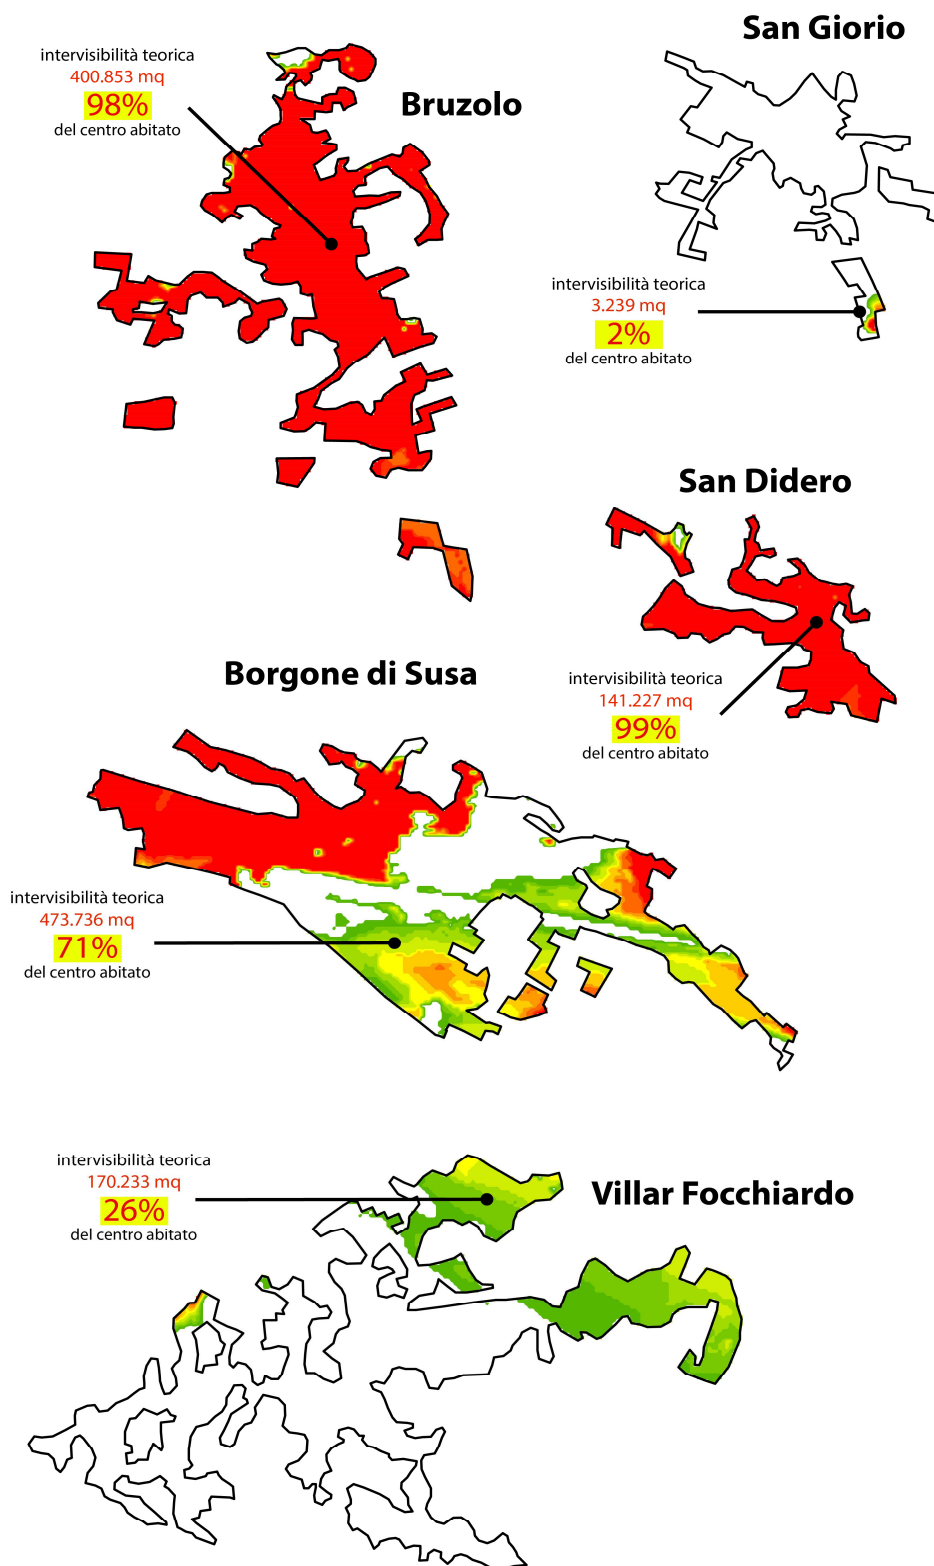 San Giorio
intervisibilità teorica
400.853 mq
98%
del centro abitato
Bruzolo
intervisibilità teorica
3.239 mq
2%
del centro abitato
San Didero
Borgone di Susa
intervisibilità teorica
141.227 mq
99%
del centro abitato
intervisibilità teorica
473.736 mq
71%
del centro abitato
intervisibilità teorica
170.233 mq
26%
del centro abitato
Villar Focchiardo